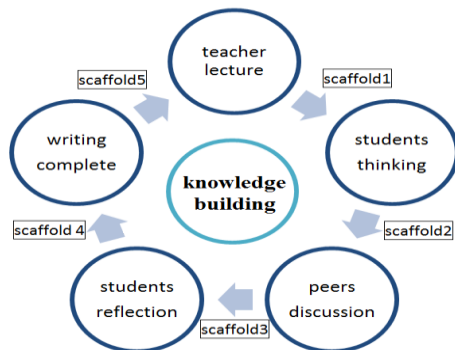 teacher
lecture
scaffold1
students
thinking
scaffold2
peers
discussion
scaffold3
students
reflection
scaffold 4
writing
complete
scaffold5
knowledge
building